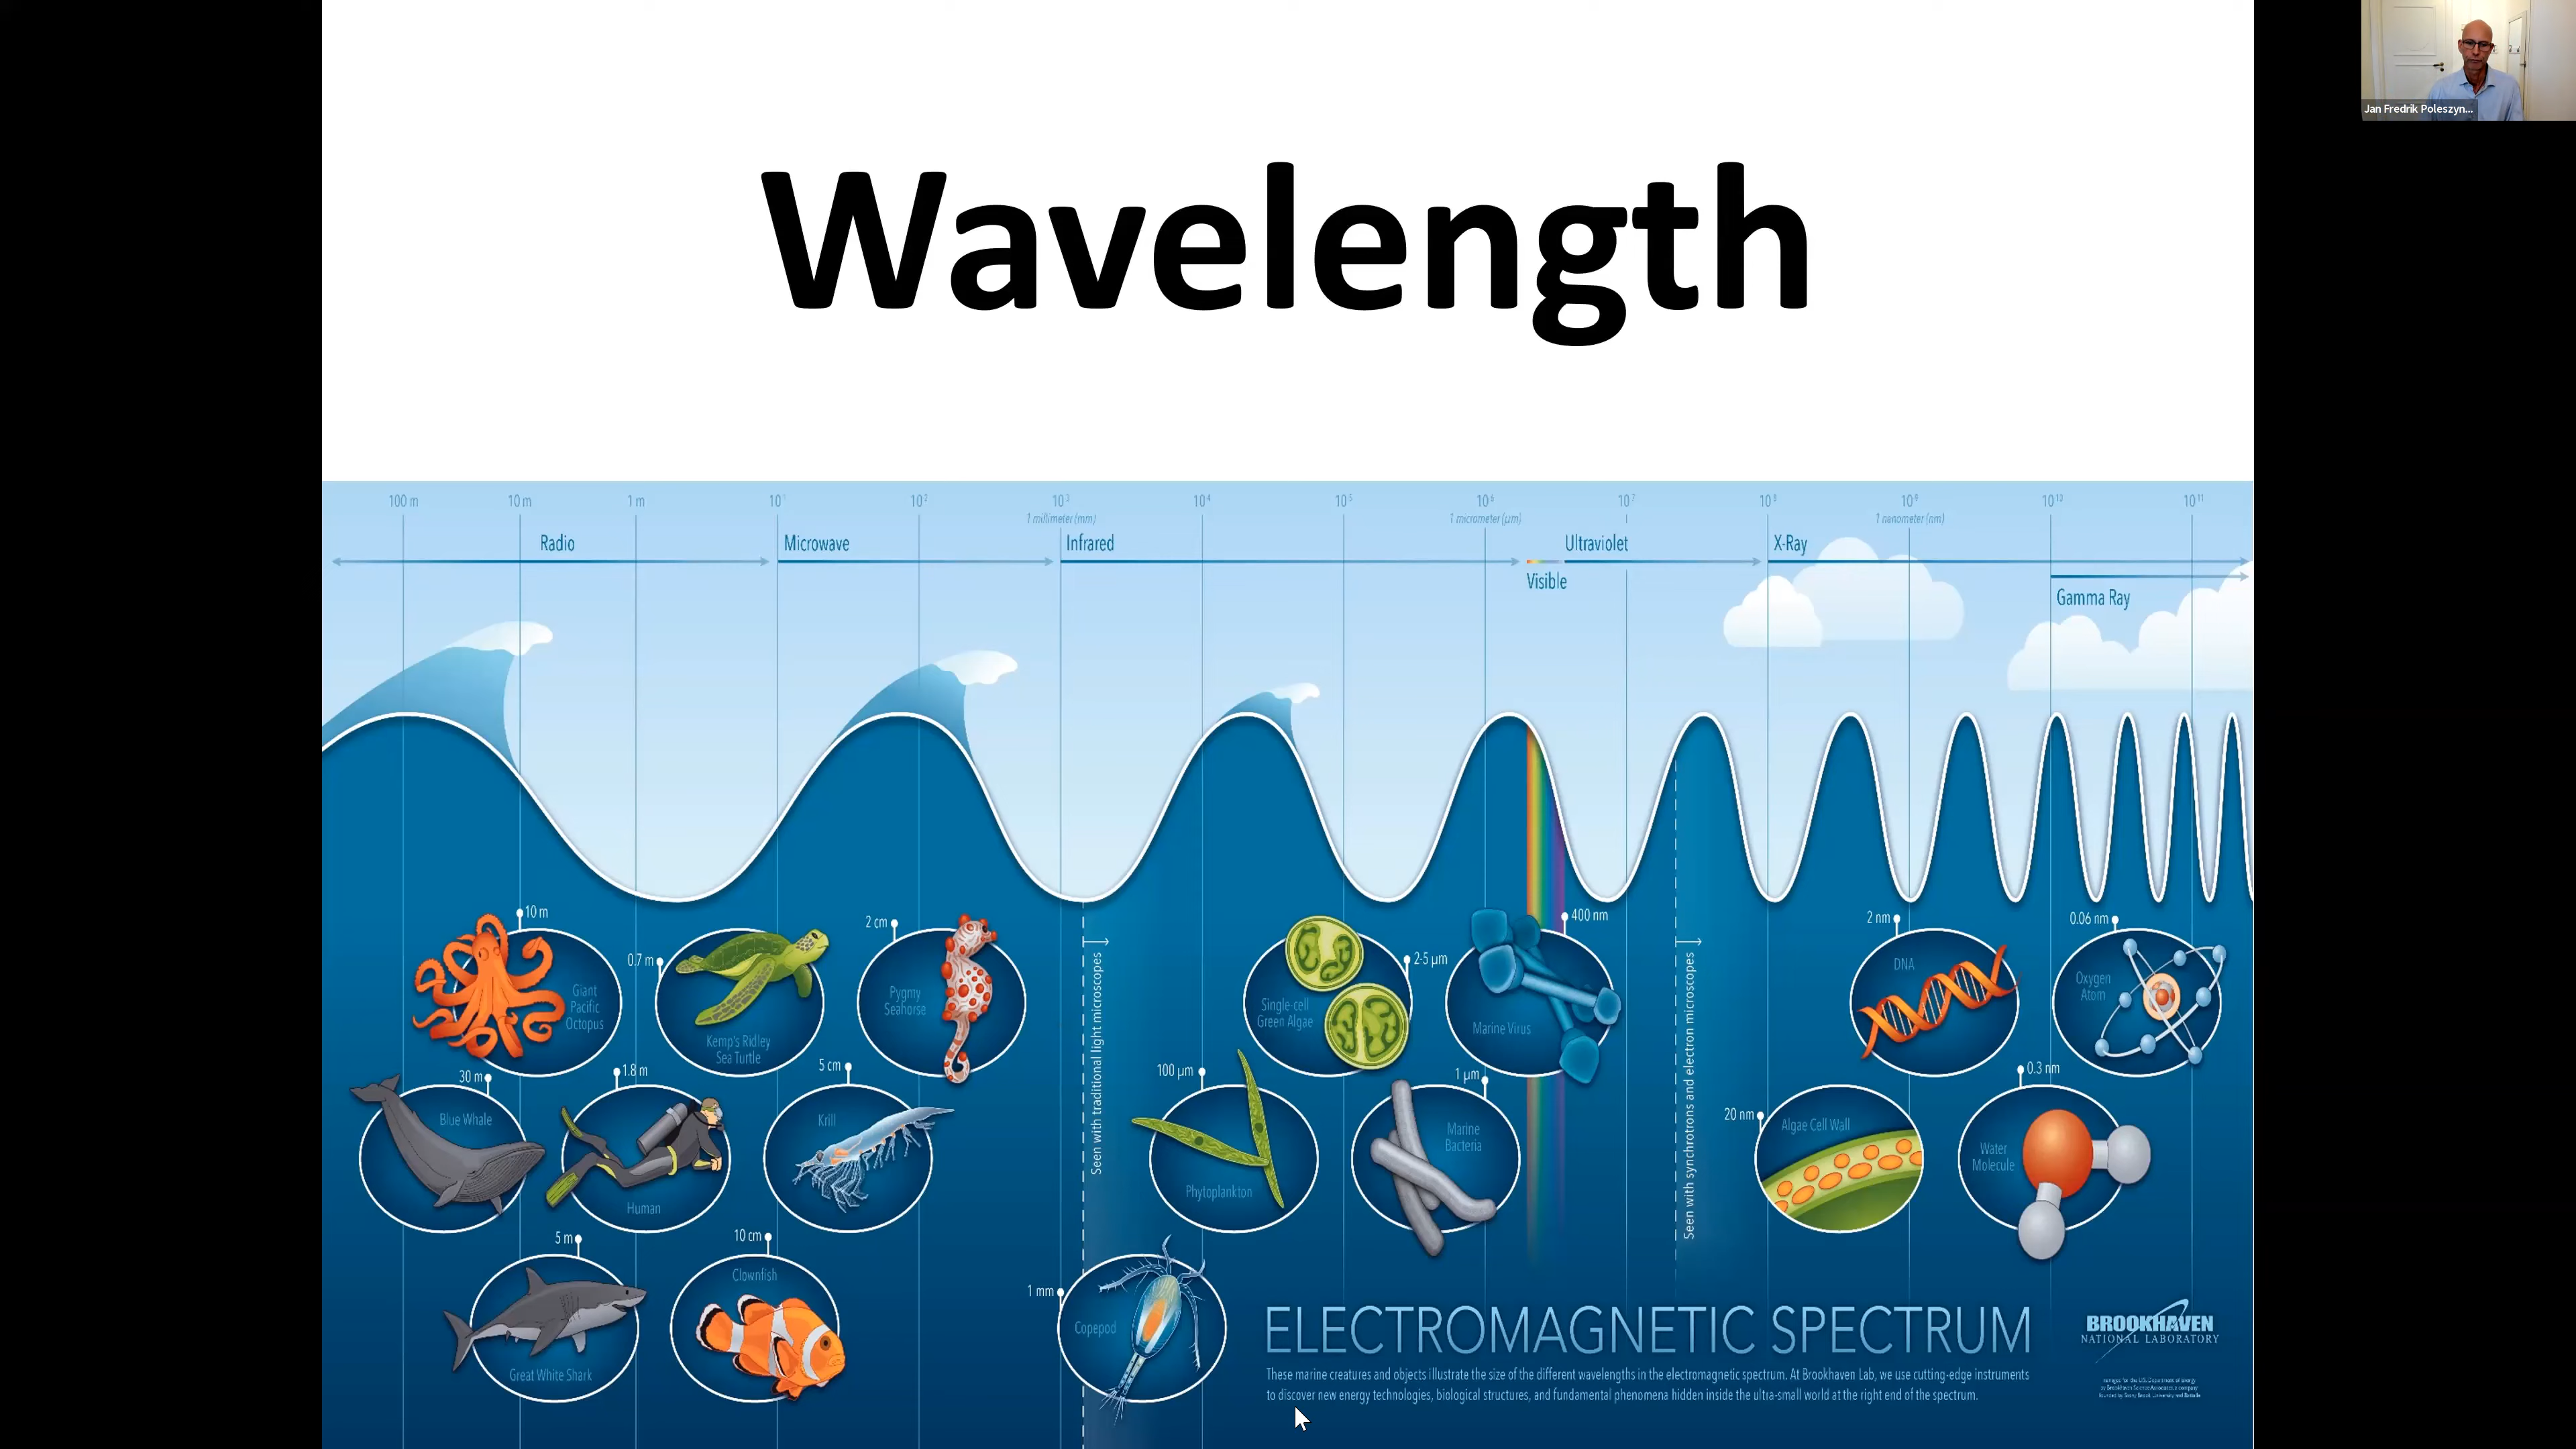 Jan Fredrik Poleszyn...
Wavelength
100 m 10 m 1 m 10⁻¹ 10⁻² 10⁻³ 10⁻⁴ 10⁻⁵ 10⁻⁶ 10⁻⁷ 10⁻⁸ 10⁻⁹ 10⁻¹⁰ 10⁻¹¹
1 millimeter (mm) 1 micrometer (µm) 1 nanometer (nm)
Radio Microwave Infrared Ultraviolet X-Ray
Visible
Gamma Ray
10 m
Giant
Pacific
Octopus
0.7 m
Kemp's Ridley
Sea Turtle
2 cm
Pygmy
Seahorse
Seen with traditional light microscopes
Single-cell
Green Algae
2-5 µm
Marine Virus
400 nm
Seen with synchrotrons and electron microscopes
2 nm
DNA
0.06 nm
Oxygen
Atom
30 m
Blue Whale
1.8 m
Human
5 cm
Krill
100 µm
Phytoplankton
1 µm
Marine
Bacteria
20 nm
Algae Cell Wall
0.3 nm
Water
Molecule
5 m
Great White Shark
10 cm
Clownfish
1 mm
Copepod
ELECTROMAGNETIC SPECTRUM
These marine creatures and objects illustrate the size of the different wavelengths in the electromagnetic spectrum. At Brookhaven Lab, we use cutting-edge instruments
to discover new energy technologies, biological structures, and fundamental phenomena hidden inside the ultra-small world at the right end of the spectrum.
BROOKHAVEN
NATIONAL LABORATORY